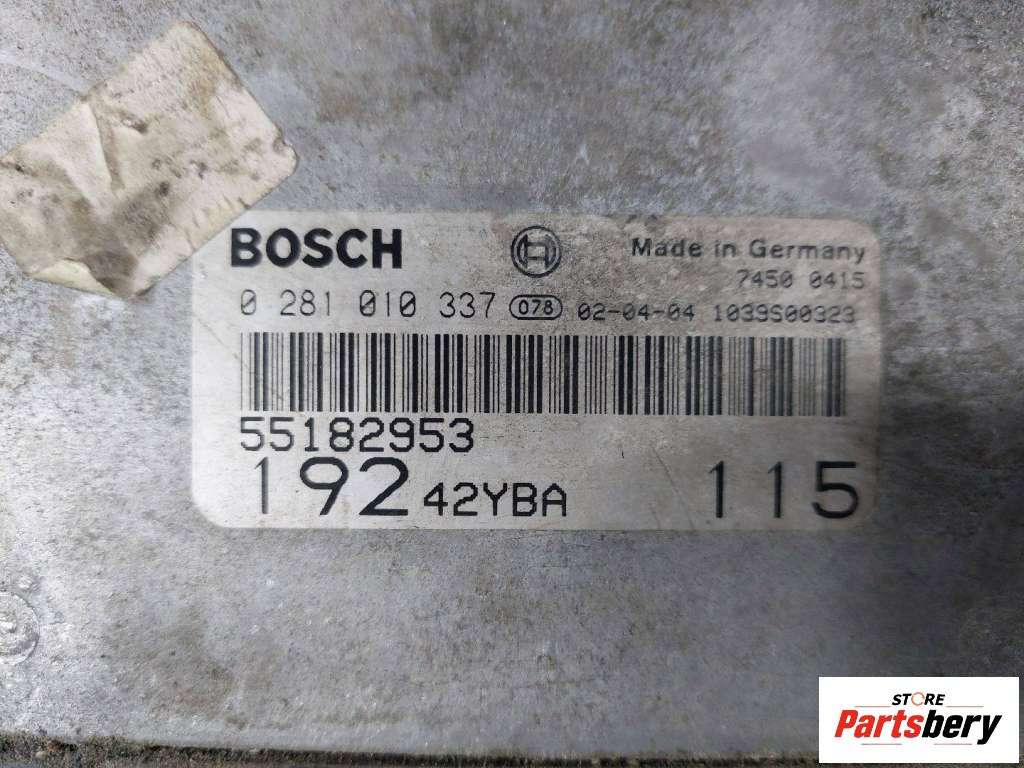 BOSCH Made in Germany
7450 0415
0 281 010 337 078 02-04-04 1039S00323
55182953
192 42YBA 115
STORE
Partsbery